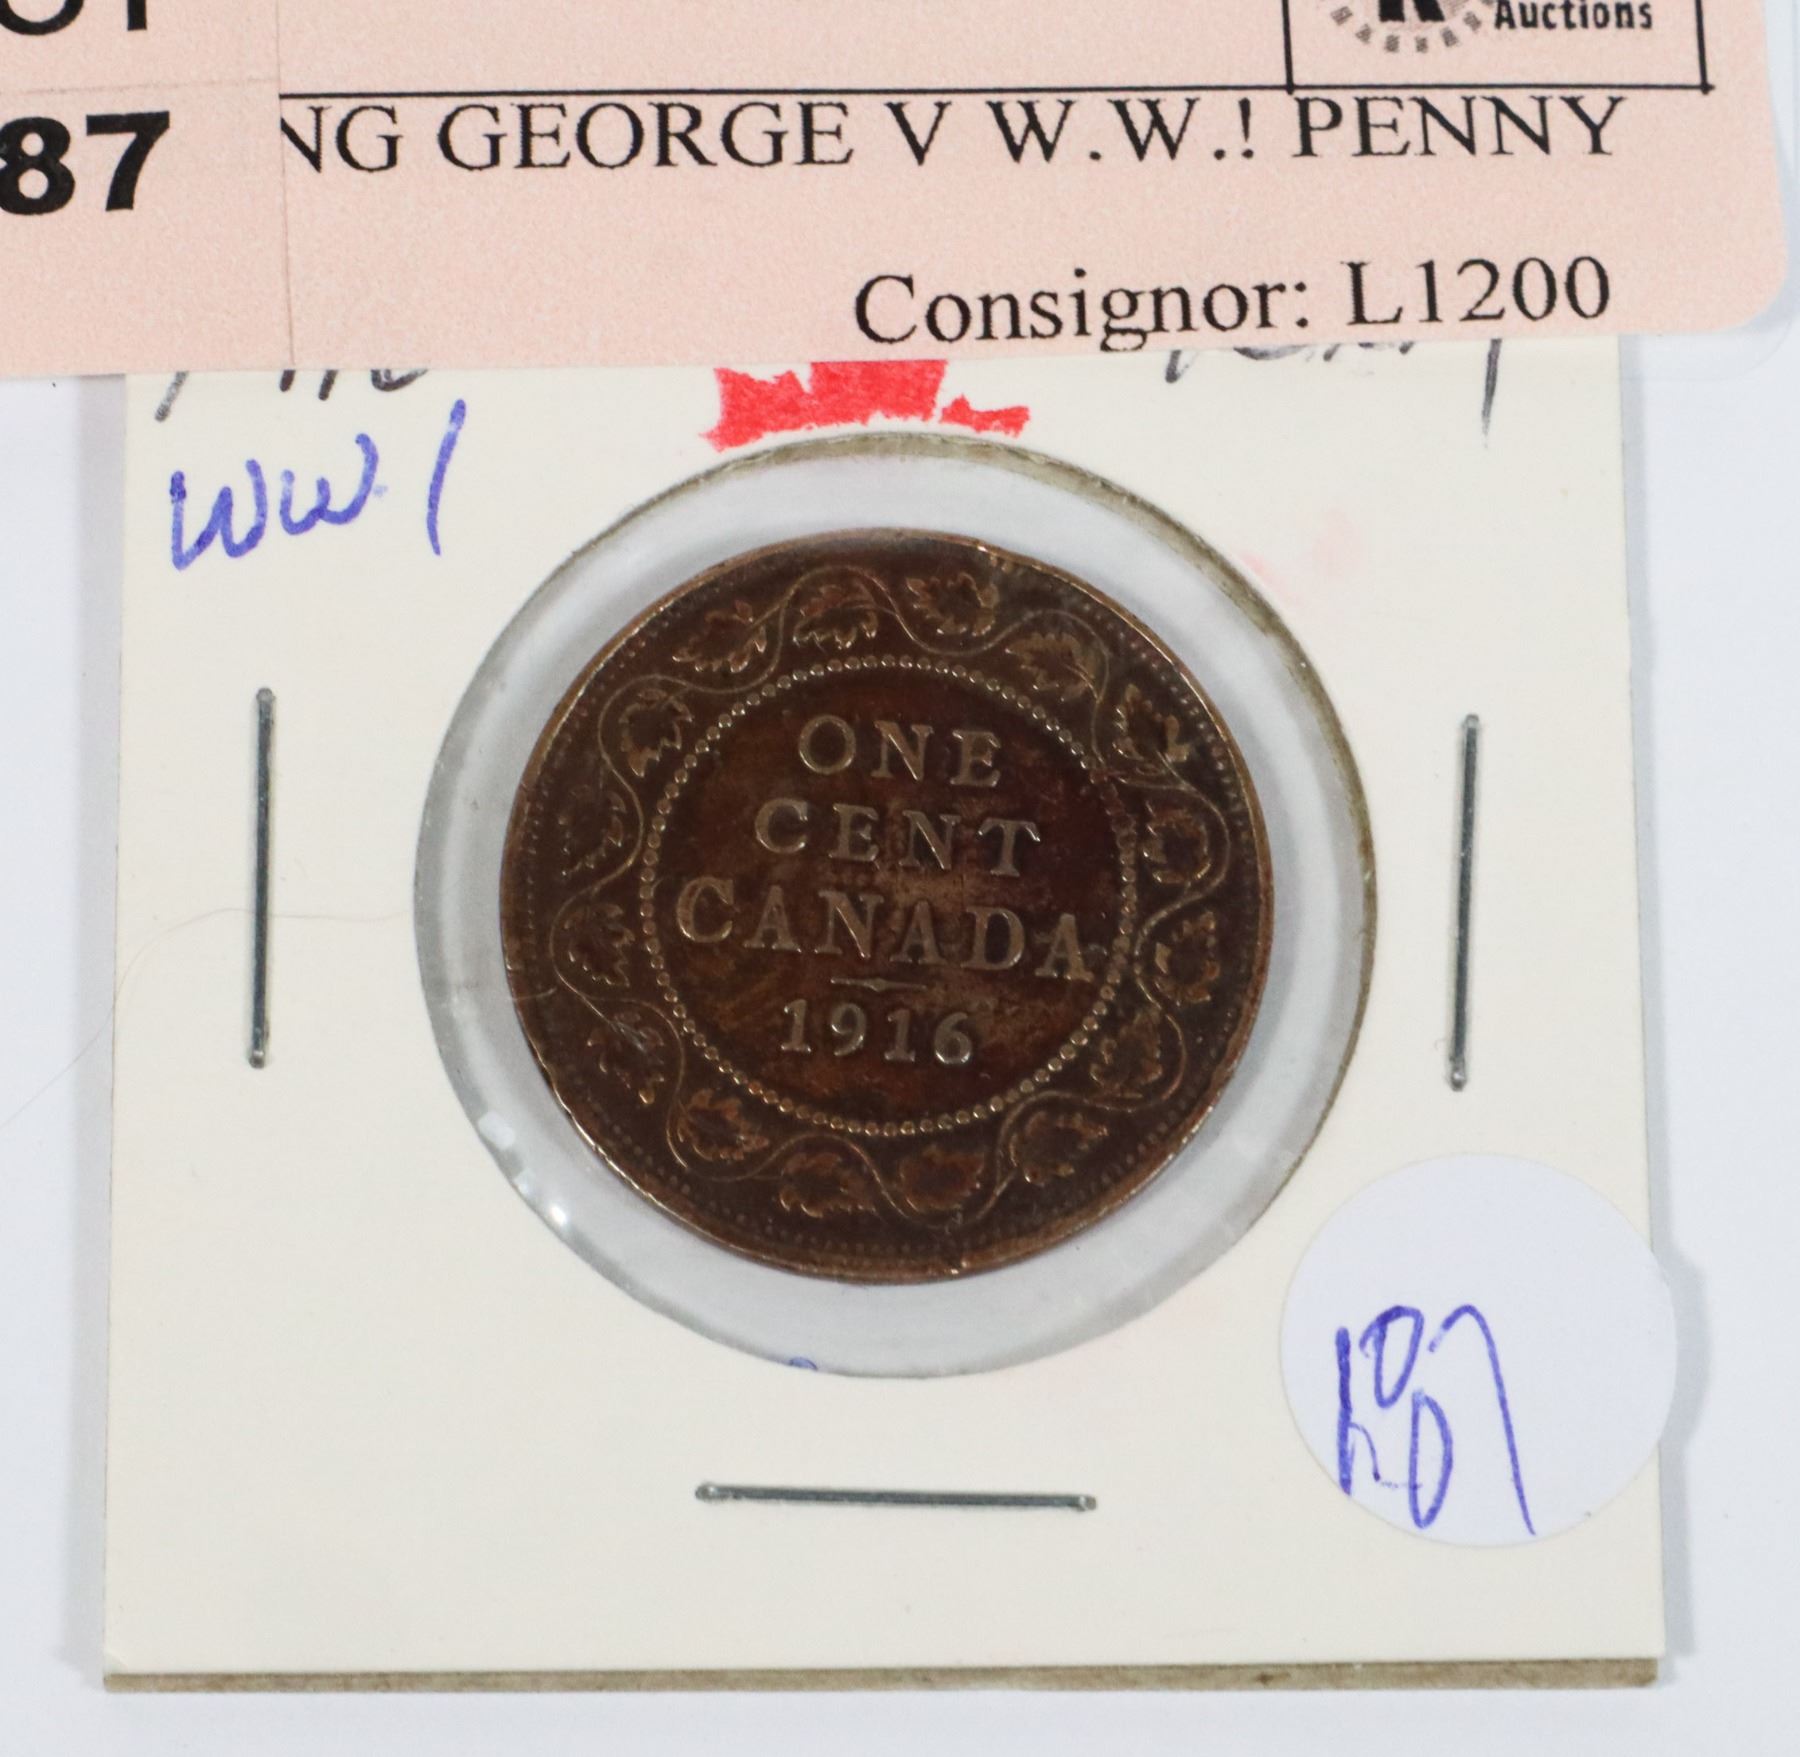 Auctions
87
NG GEORGE V W.W.! PENNY
Consignor: L1200
WW1
ONE
CENT
CANADA
1916